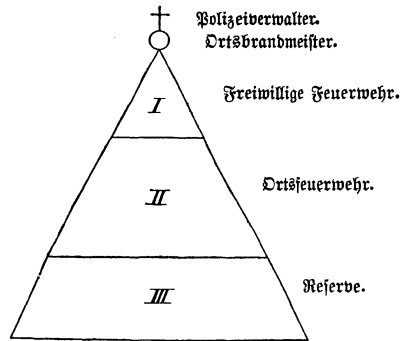 Polizeiverwalter.
Ortsbrandmeister.
I
Freiwillige Feuerwehr.
II
Ortsfeuerwehr.
III
Reserve.